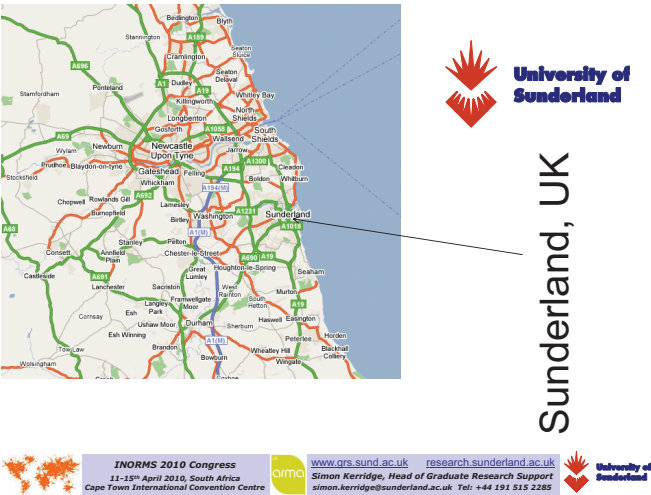 Bedlington
Blyth
Stannington
A189
Cramlington
Seaton
Sluice
A696
Seaton
Delaval
A1
Dudley
A19
Ponteland
Whitley Bay
Stamfordham
Killingworth
North
Shields
Longbenton
Gosforth
A1058
South
Shields
A69
Wallsend
Newburn
Newcastle
Upon Tyne
Jarrow
Wylam
A1300
Prudhoe
Blaydon-on-tyne
Gateshead
Felling
A194
Cleadon
Stocksfield
Whickham
Boldon
Whitburn
A194(M)
A692
Chopwell
Rowlands Gill
Lamesley
A1231
Sunderland
Burnopfield
Birtley
Washington
A1018
A68
A1(M)
Stanley
Pelton
Consett
Annfield
Plain
Chester-le-Street
A690
A19
Castleside
A691
Great
Lumley
Houghton-le-Spring
Seaham
Lanchester
Sacriston
West
Rainton
Murton
Framwellgate
Moor
South
Hetton
Langley
Park
A19
Cornsay
Esh
Haswell
Easington
Ushaw Moor
Durham
Sherburn
Esh Winning
Horden
Peterlee
Brandon
A1(M)
Tow Law
Wheatley Hill
Blackhall
Colliery
Bowburn
Wingate
Wolsingham
University of
Sunderland
Sunderland, UK
INORMS 2010 Congress
11-15th April 2010, South Africa
Cape Town International Convention Centre
arma
www.grs.sund.ac.uk research.sunderland.ac.uk
Simon Kerridge, Head of Graduate Research Support
simon.kerridge@sunderland.ac.uk Tel: +44 191 515 2285
University of
Sunderland